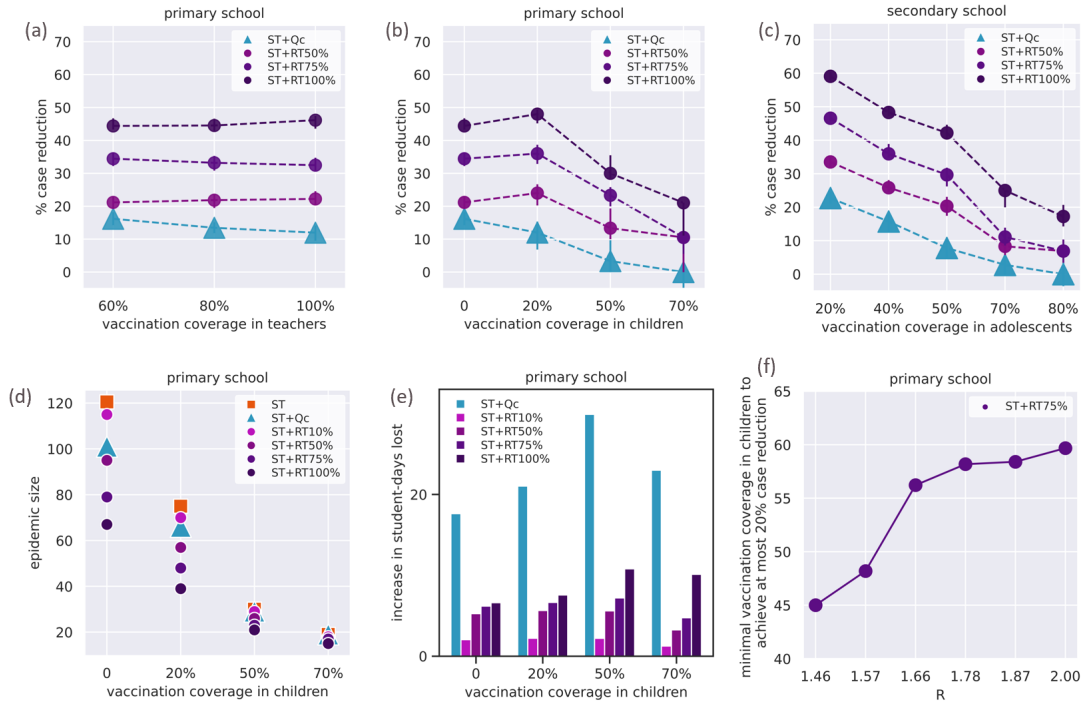 (a)
primary school
% case reduction
70
60
50
40
30
20
10
0
ST+Qc
ST+RT50%
ST+RT75%
ST+RT100%
60%
80%
100%
vaccination coverage in teachers
(b)
primary school
% case reduction
70
60
50
40
30
20
10
0
ST+Qc
ST+RT50%
ST+RT75%
ST+RT100%
0
20%
50%
70%
vaccination coverage in children
(c)
secondary school
% case reduction
70
60
50
40
30
20
10
0
ST+Qc
ST+RT50%
ST+RT75%
ST+RT100%
20%
40%
50%
70%
80%
vaccination coverage in adolescents
(d)
primary school
epidemic size
120
100
80
60
40
20
ST
ST+Qc
ST+RT10%
ST+RT50%
ST+RT75%
ST+RT100%
0
20%
50%
70%
vaccination coverage in children
(e)
primary school
increase in student-days lost
20
0
ST+Qc
ST+RT10%
ST+RT50%
ST+RT75%
ST+RT100%
0
20%
50%
70%
vaccination coverage in children
(f)
primary school
minimal vaccination coverage in children to
achieve at most 20% case reduction
65
60
55
50
45
40
ST+RT75%
1.46
1.57
1.66
1.78
1.87
2.00
R